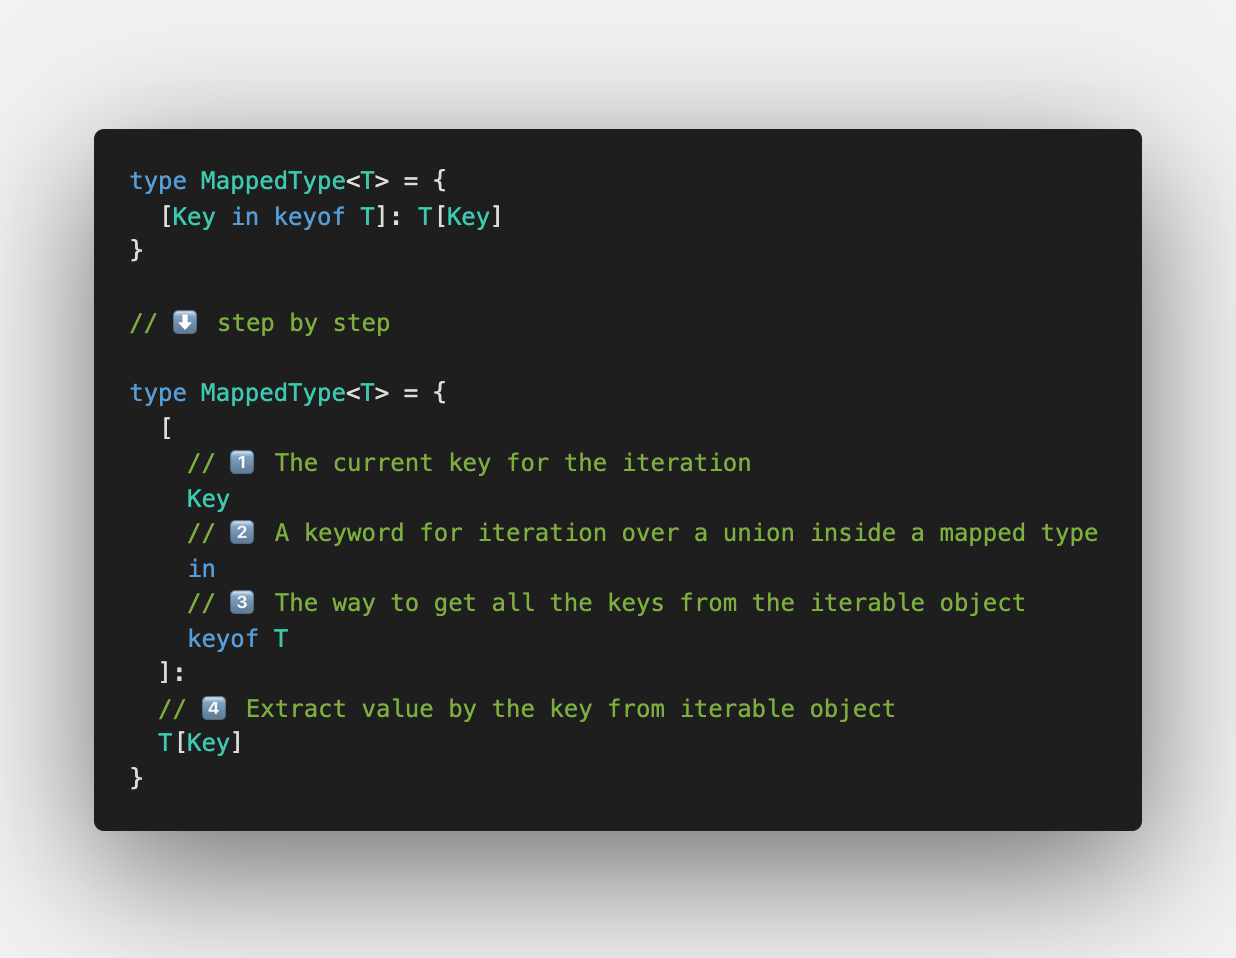 type MappedType<T> = {
[Key in keyof T]: T[Key]
}
// ⬇️ step by step
type MappedType<T> = {
[
// 1️⃣ The current key for the iteration
Key
// 2️⃣ A keyword for iteration over a union inside a mapped type
in
// 3️⃣ The way to get all the keys from the iterable object
keyof T
]:
// 4️⃣ Extract value by the key from iterable object
T[Key]
}